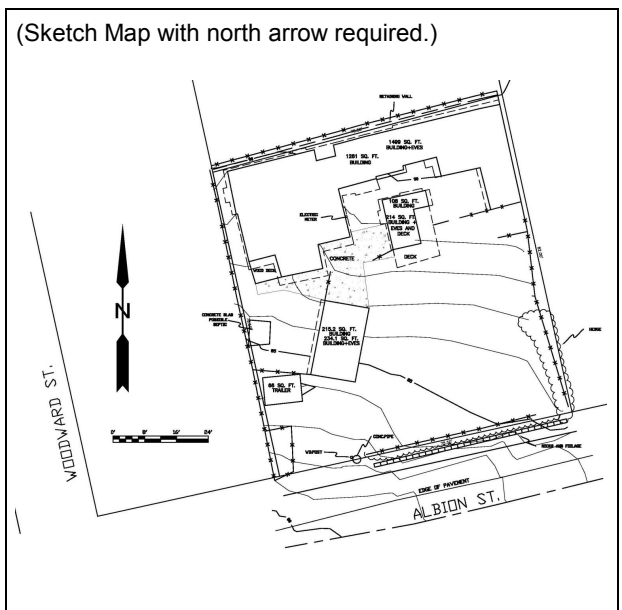 (Sketch Map with north arrow required.)
RETAINING WALL
1499 SQ. FT.
BUILDING+EVES
1281 SQ. FT.
BUILDING
ELECTRIC
METER
108 SQ. FT.
BUILDING
214 SQ. FT.
BUILDING +
EVES AND
DECK
DECK
CONCRETE
WOOD DECK
N
CONCRETE SLAB
POSSIBLE
SEPTIC
215.2 SQ. FT.
BUILDING
234.1 SQ. FT.
BUILDING+EVES
HEDGE
66 SQ. FT.
TRAILER
WOODWARD ST.
0' 8' 16' 24'
CONC.PIPE
EDGE OF PAVEMENT
ALBION ST.